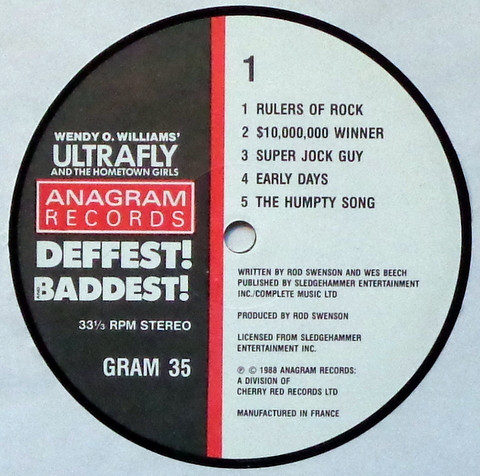 WENDY O. WILLIAMS'
ULTRAFLY
AND THE HOMETOWN GIRLS
ANAGRAM
RECORDS
DEFFEST!
AND BADDEST!
33⅓ RPM STEREO
GRAM 35
1
1 RULERS OF ROCK
2 $10,000,000 WINNER
3 SUPER JOCK GUY
4 EARLY DAYS
5 THE HUMPTY SONG
WRITTEN BY ROD SWENSON AND WES BEECH
PUBLISHED BY SLEDGEHAMMER ENTERTAINMENT
INC./COMPLETE MUSIC LTD
PRODUCED BY ROD SWENSON
LICENSED FROM SLEDGEHAMMER
ENTERTAINMENT INC.
℗ © 1988 ANAGRAM RECORDS:
A DIVISION OF
CHERRY RED RECORDS LTD
MANUFACTURED IN FRANCE